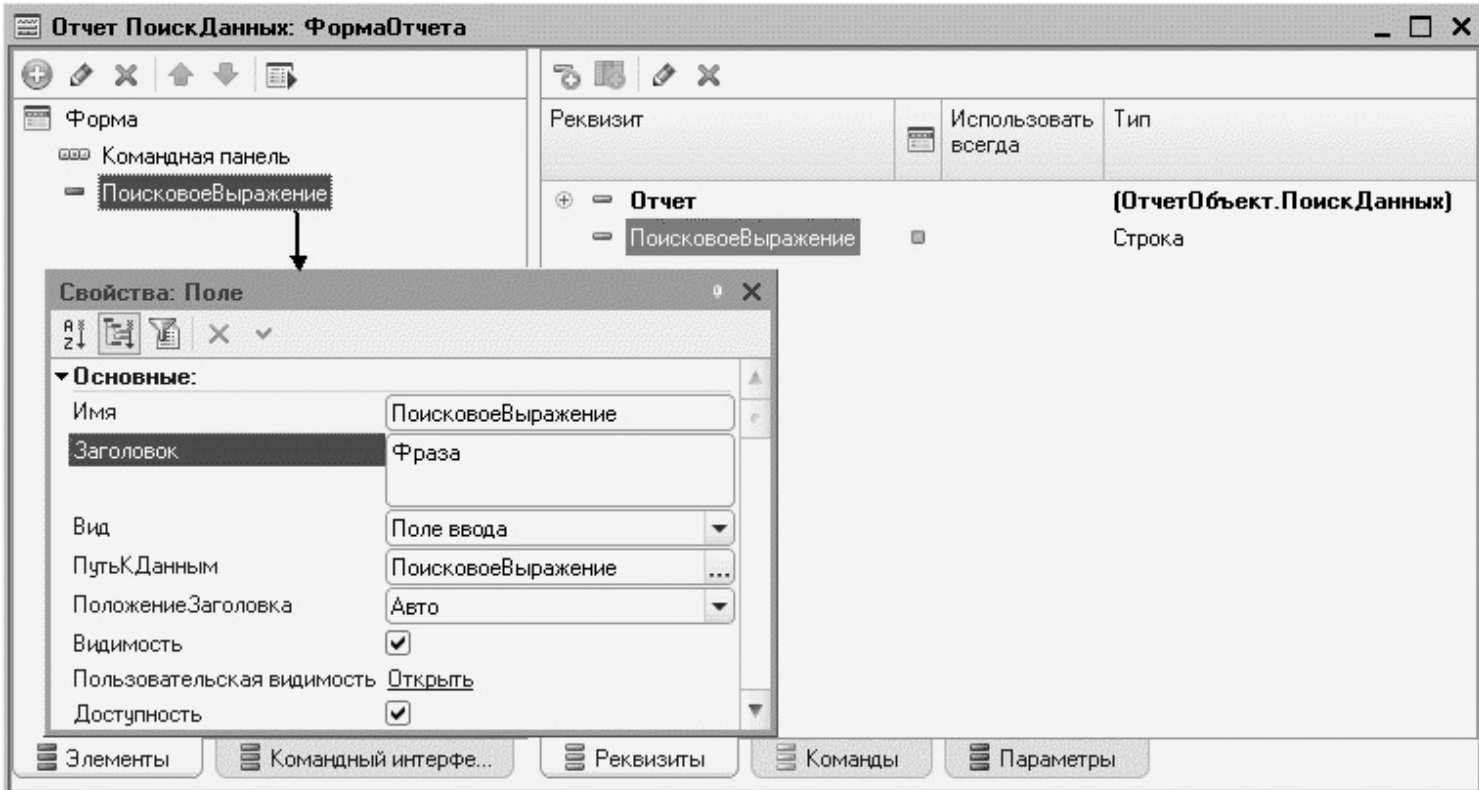 Отчет ПоискДанных: ФормаОтчета
Форма
Командная панель
ПоисковоеВыражение
Реквизит
Использовать всегда
Тип
Отчет
(ОтчетОбъект.ПоискДанных)
ПоисковоеВыражение
Строка
Свойства: Поле
Основные:
Имя
ПоисковоеВыражение
Заголовок
Фраза
Вид
Поле ввода
ПутьКДанным
ПоисковоеВыражение
...
ПоложениеЗаголовка
Авто
Видимость
Пользовательская видимость Открыть
Доступность
Элементы
Командный интерфе...
Реквизиты
Команды
Параметры